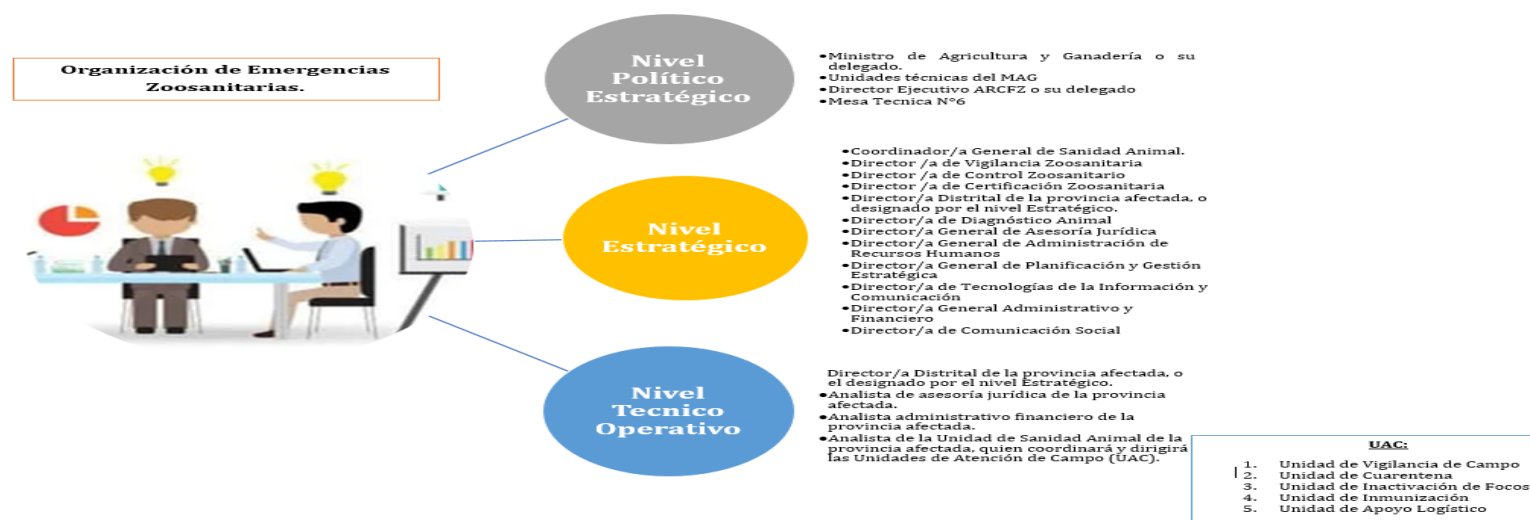 Organización de Emergencias
Zoosanitarias.
Nivel
Político
Estratégico
•Ministro de Agricultura y Ganadería o su
delegado.
•Unidades técnicas del MAG
•Director Ejecutivo ARCFZ o su delegado
•Mesa Tecnica N°6
Nivel
Estratégico
•Coordinador/a General de Sanidad Animal.
•Director /a de Vigilancia Zoosanitaria
•Director /a de Control Zoosanitario
•Director /a de Certificación Zoosanitaria
•Director/a Distrital de la provincia afectada, o
designado por el nivel Estratégico.
•Director/a de Diagnóstico Animal
•Director/a General de Asesoría Jurídica
•Director/a General de Administración de
Recursos Humanos
•Director/a General de Planificación y Gestión
Estratégica
•Director/a de Tecnologías de la Información y
Comunicación
•Director/a General Administrativo y
Financiero
•Director/a de Comunicación Social
Nivel
Tecnico
Operativo
Director/a Distrital de la provincia afectada, o
el designado por el nivel Estratégico.
•Analista de asesoría jurídica de la provincia
afectada.
•Analista administrativo financiero de la
provincia afectada.
•Analista de la Unidad de Sanidad Animal de la
provincia afectada, quien coordinará y dirigirá
las Unidades de Atención de Campo (UAC).
UAC:
1. Unidad de Vigilancia de Campo
2. Unidad de Cuarentena
3. Unidad de Inactivación de Focos
4. Unidad de Inmunización
5. Unidad de Apoyo Logístico